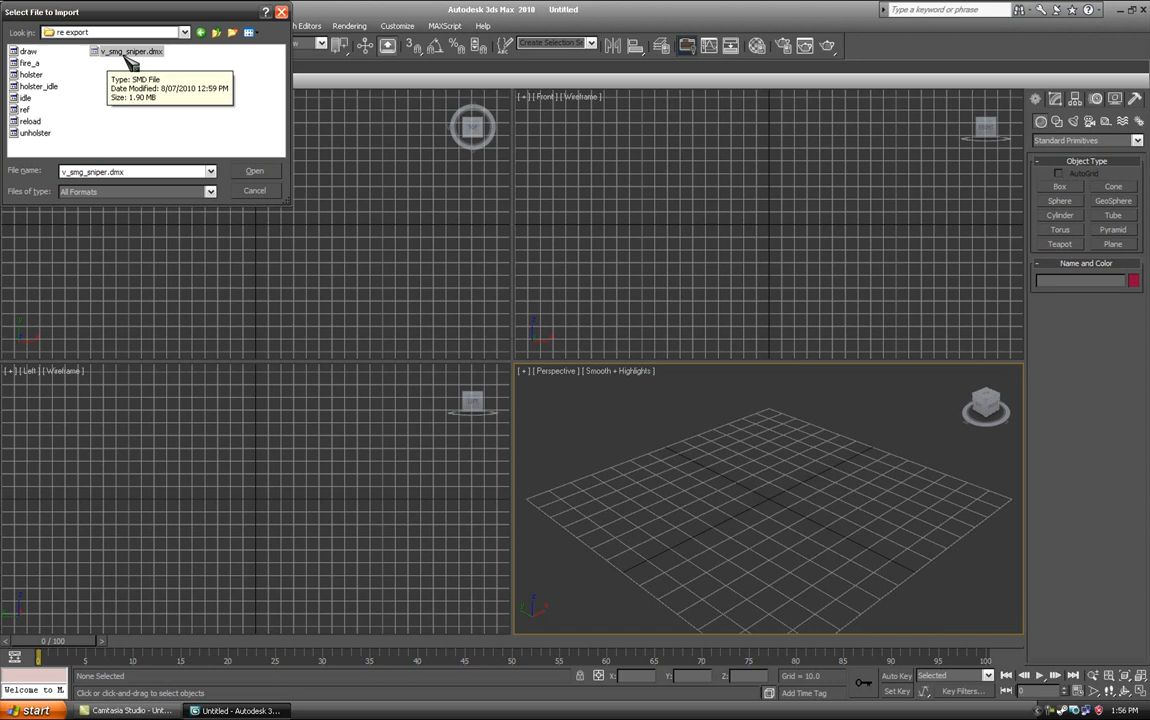 Select File to Import
?
Autodesk 3ds Max 2010 Untitled
Type a keyword or phrase
Look in: re export
h Editors Rendering Customize MAXScript Help
draw
fire_a
holster
holster_idle
idle
ref
reload
unholster
v_smg_sniper.dmx
Type: SMD File
Date Modified: 8/07/2010 12:59 PM
Size: 1.90 MB
File name: v_smg_sniper.dmx Open
Files of type: All Formats Cancel
Create Selection Se
3
TOP
[ + ] [ Front ] [ Wireframe ]
FRONT
Standard Primitives
- Object Type
AutoGrid
Box Cone
Sphere GeoSphere
Cylinder Tube
Torus Pyramid
Teapot Plane
- Name and Color
[ + ] [ Left ] [ Wireframe ]
LEFT
[ + ] [ Perspective ] [ Smooth + Highlights ]
< 0 / 100 >
0 5 10 15 20 25 30 35 40 45 50 55 60 65 70 75 80 85 90 95 100
None Selected X: Y: Z: Grid = 10.0 Auto Key Selected
Welcome to M Click or click-and-drag to select objects Add Time Tag Set Key Key Filters... 0
start Camtasia Studio - Unt... Untitled - Autodesk 3... 1:56 PM